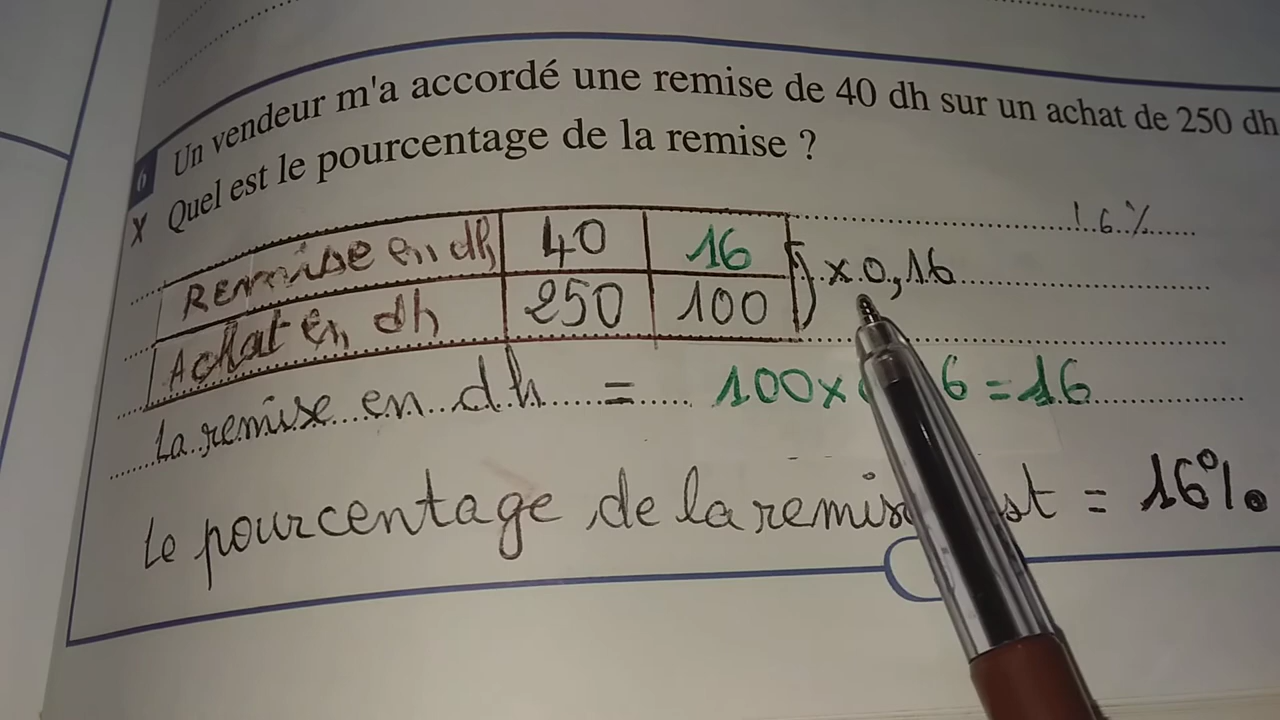 6 Un vendeur m'a accordé une remise de 40 dh sur un achat de 250 dh
X Quel est le pourcentage de la remise ?
16%
Remise en dh 40 16
x 0,16
Achat en dh 250 100
La remise en dh = 100 x 6 = 16
Le pourcentage de la remis st = 16%